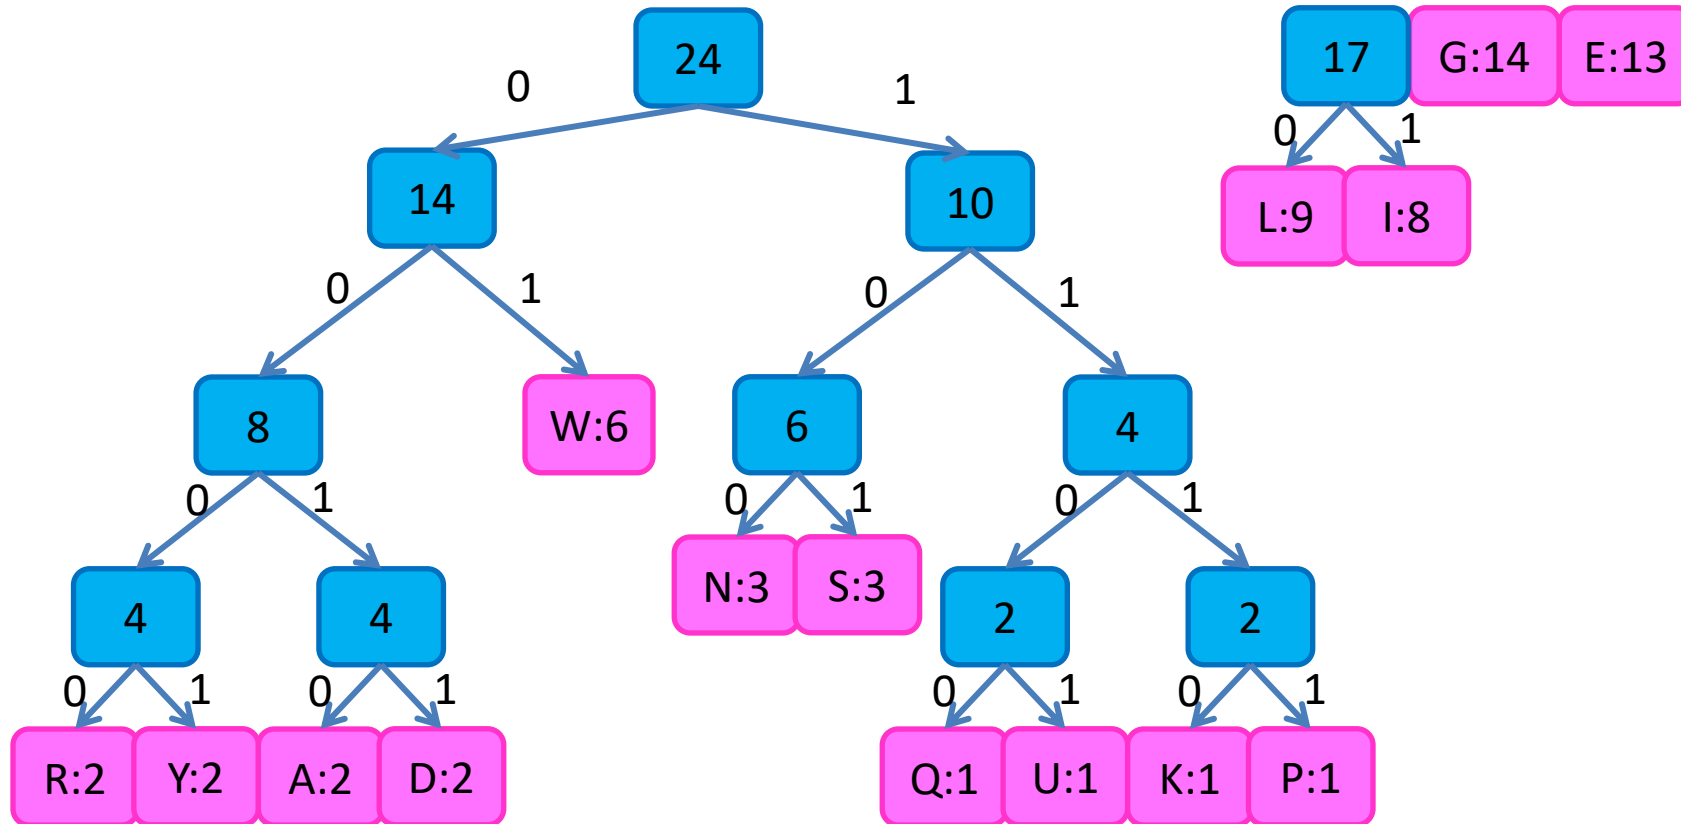 24 17 G:14 E:13
0 1
0 1
14 10 L:9 I:8
0 1 0 1
8 W:6 6 4
0 1 0 1 0 1
4 4 N:3 S:3 2 2
0 1 0 1 0 1 0 1
R:2 Y:2 A:2 D:2 Q:1 U:1 K:1 P:1